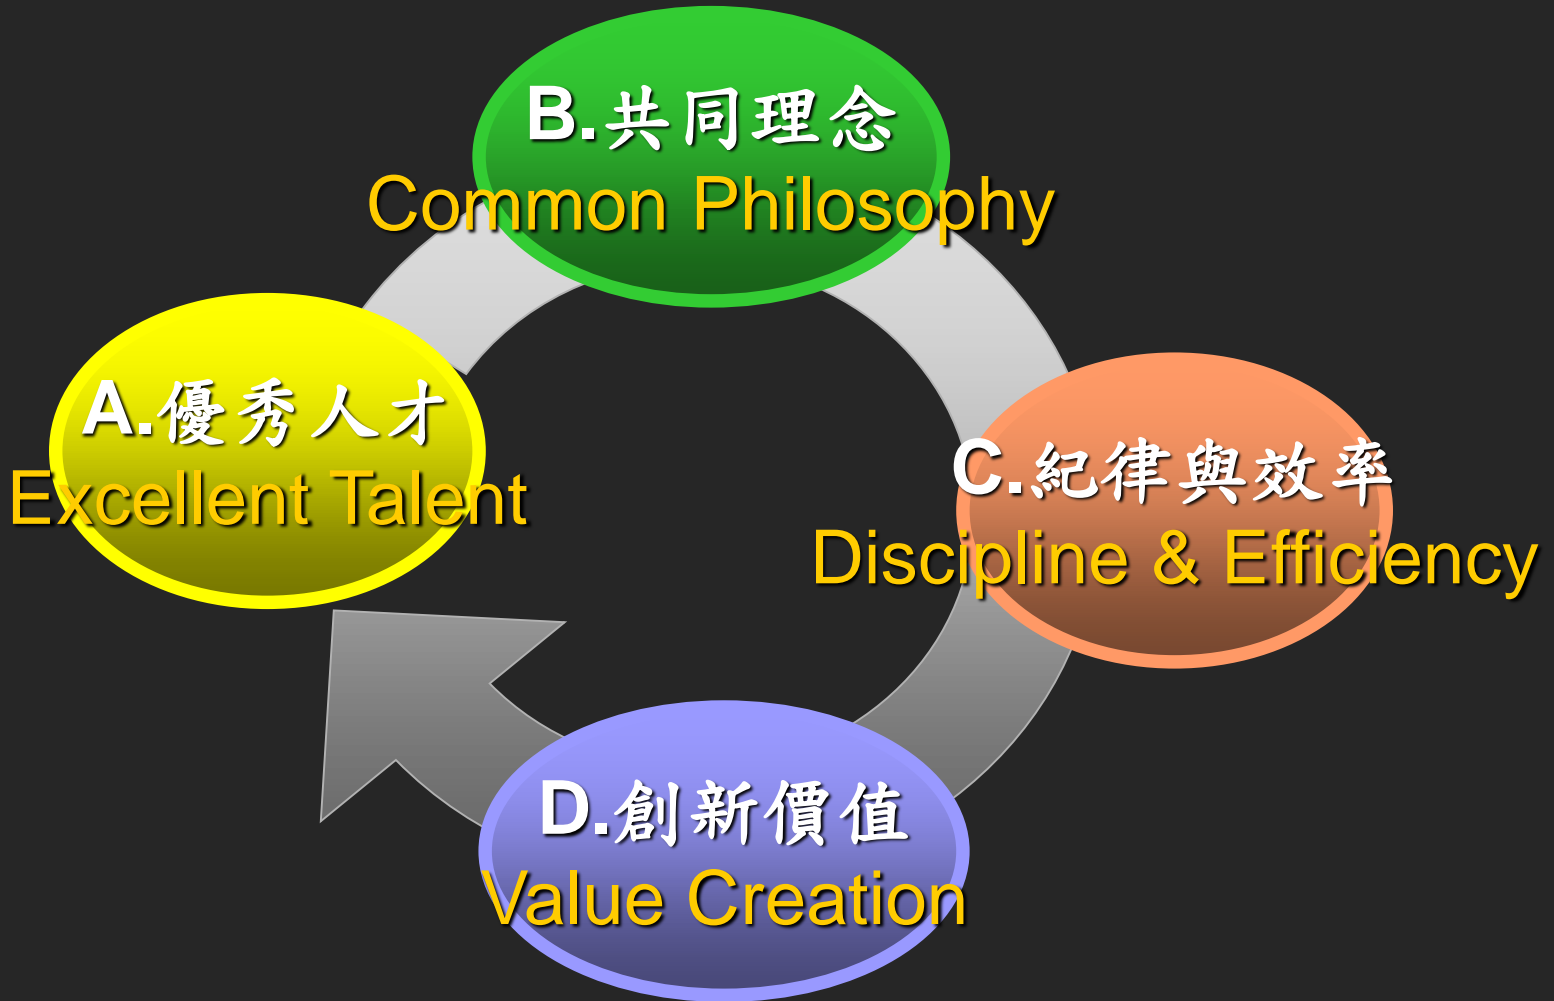 B.共同理念
Common Philosophy
A.優秀人才
Excellent Talent
C.紀律與效率
Discipline & Efficiency
D.創新價值
Value Creation